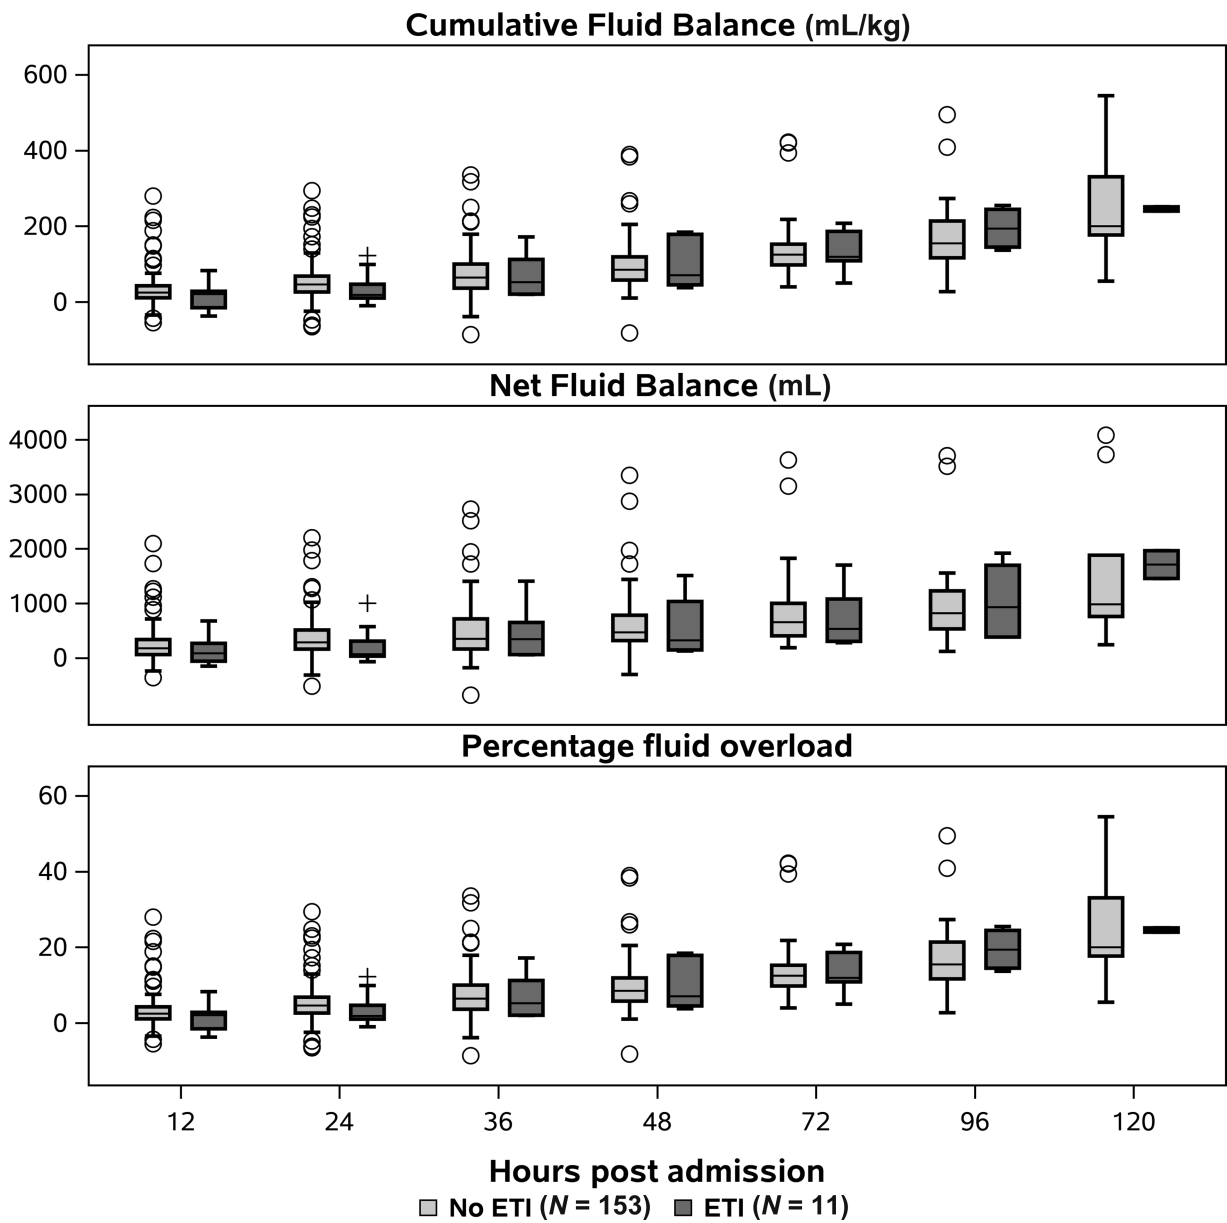 Cumulative Fluid Balance (mL/kg)
600
400
200
0
Net Fluid Balance (mL)
4000
3000
2000
1000
0
Percentage fluid overload
60
40
20
0
12 24 36 48 72 96 120
Hours post admission
No ETI (N = 153) ETI (N = 11)